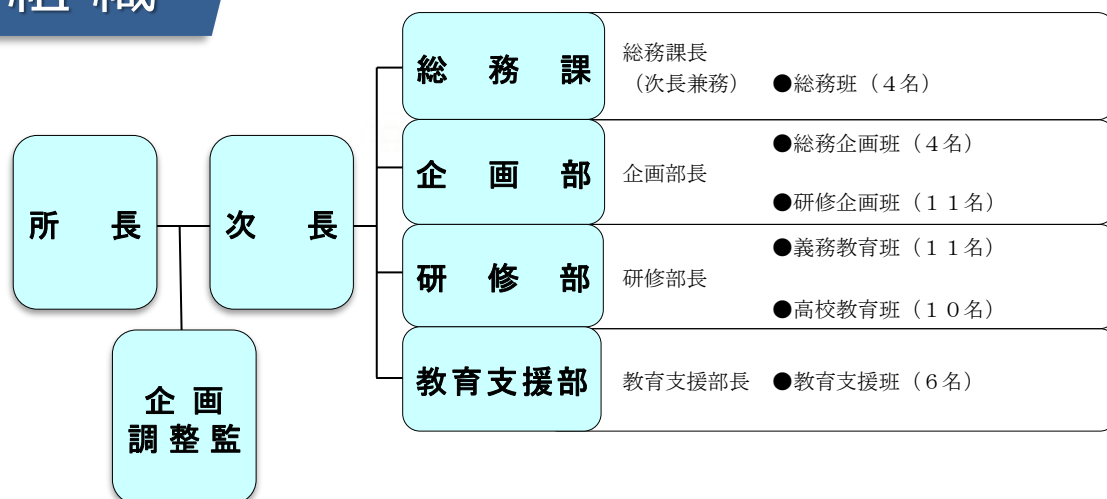 組織
総務課
総務課長
（次長兼務）　●総務班（４名）
企画部
企画部長
●総務企画班（４名）
●研修企画班（１１名）
所長
次長
研修部
研修部長
●義務教育班（１１名）
●高校教育班（１０名）
教育支援部
教育支援部長　●教育支援班（６名）
企画
調整監